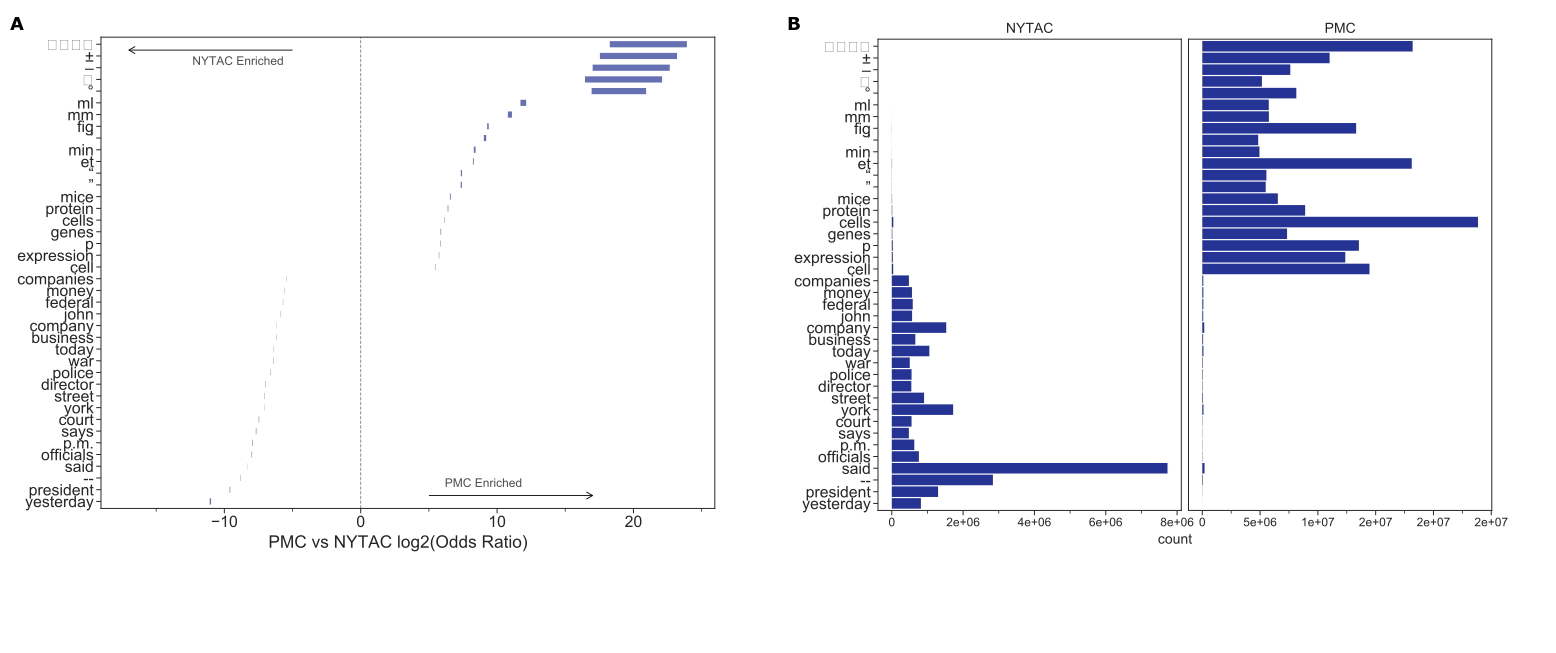 A
NYTAC Enriched
±
–
°
ml
mm
fig
min
et
“
”
mice
protein
cells
genes
p
expression
cell
companies
money
federal
john
company
business
today
war
police
director
street
york
court
says
p.m.
officials
said
--
president
yesterday
PMC Enriched
−10 0 10 20
PMC vs NYTAC log2(Odds Ratio)
B
NYTAC PMC
±
–
°
ml
mm
fig
min
et
“
”
mice
protein
cells
genes
p
expression
cell
companies
money
federal
john
company
business
today
war
police
director
street
york
court
says
p.m.
officials
said
--
president
yesterday
0 2e+06 4e+06 6e+06 8e+06 0 5e+06 1e+07 2e+07 2e+07 2e+07
count